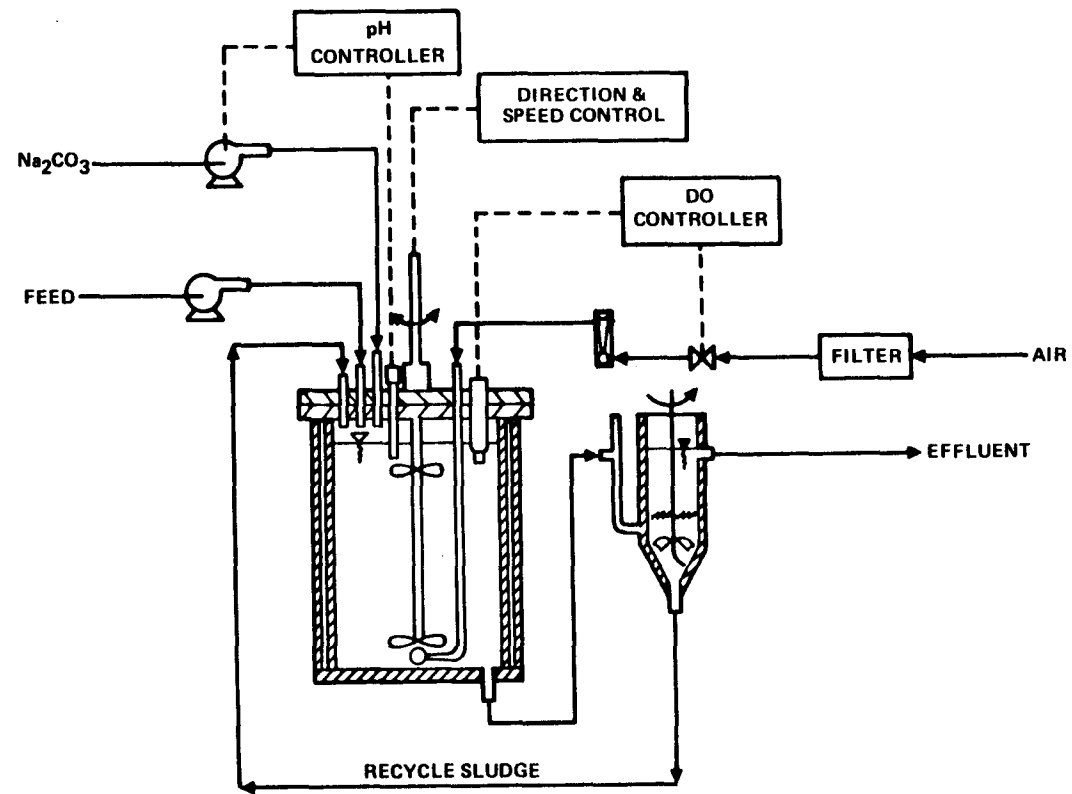 pH
CONTROLLER
DIRECTION &
SPEED CONTROL
Na₂CO₃
DO
CONTROLLER
FEED
FILTER
AIR
EFFLUENT
RECYCLE SLUDGE